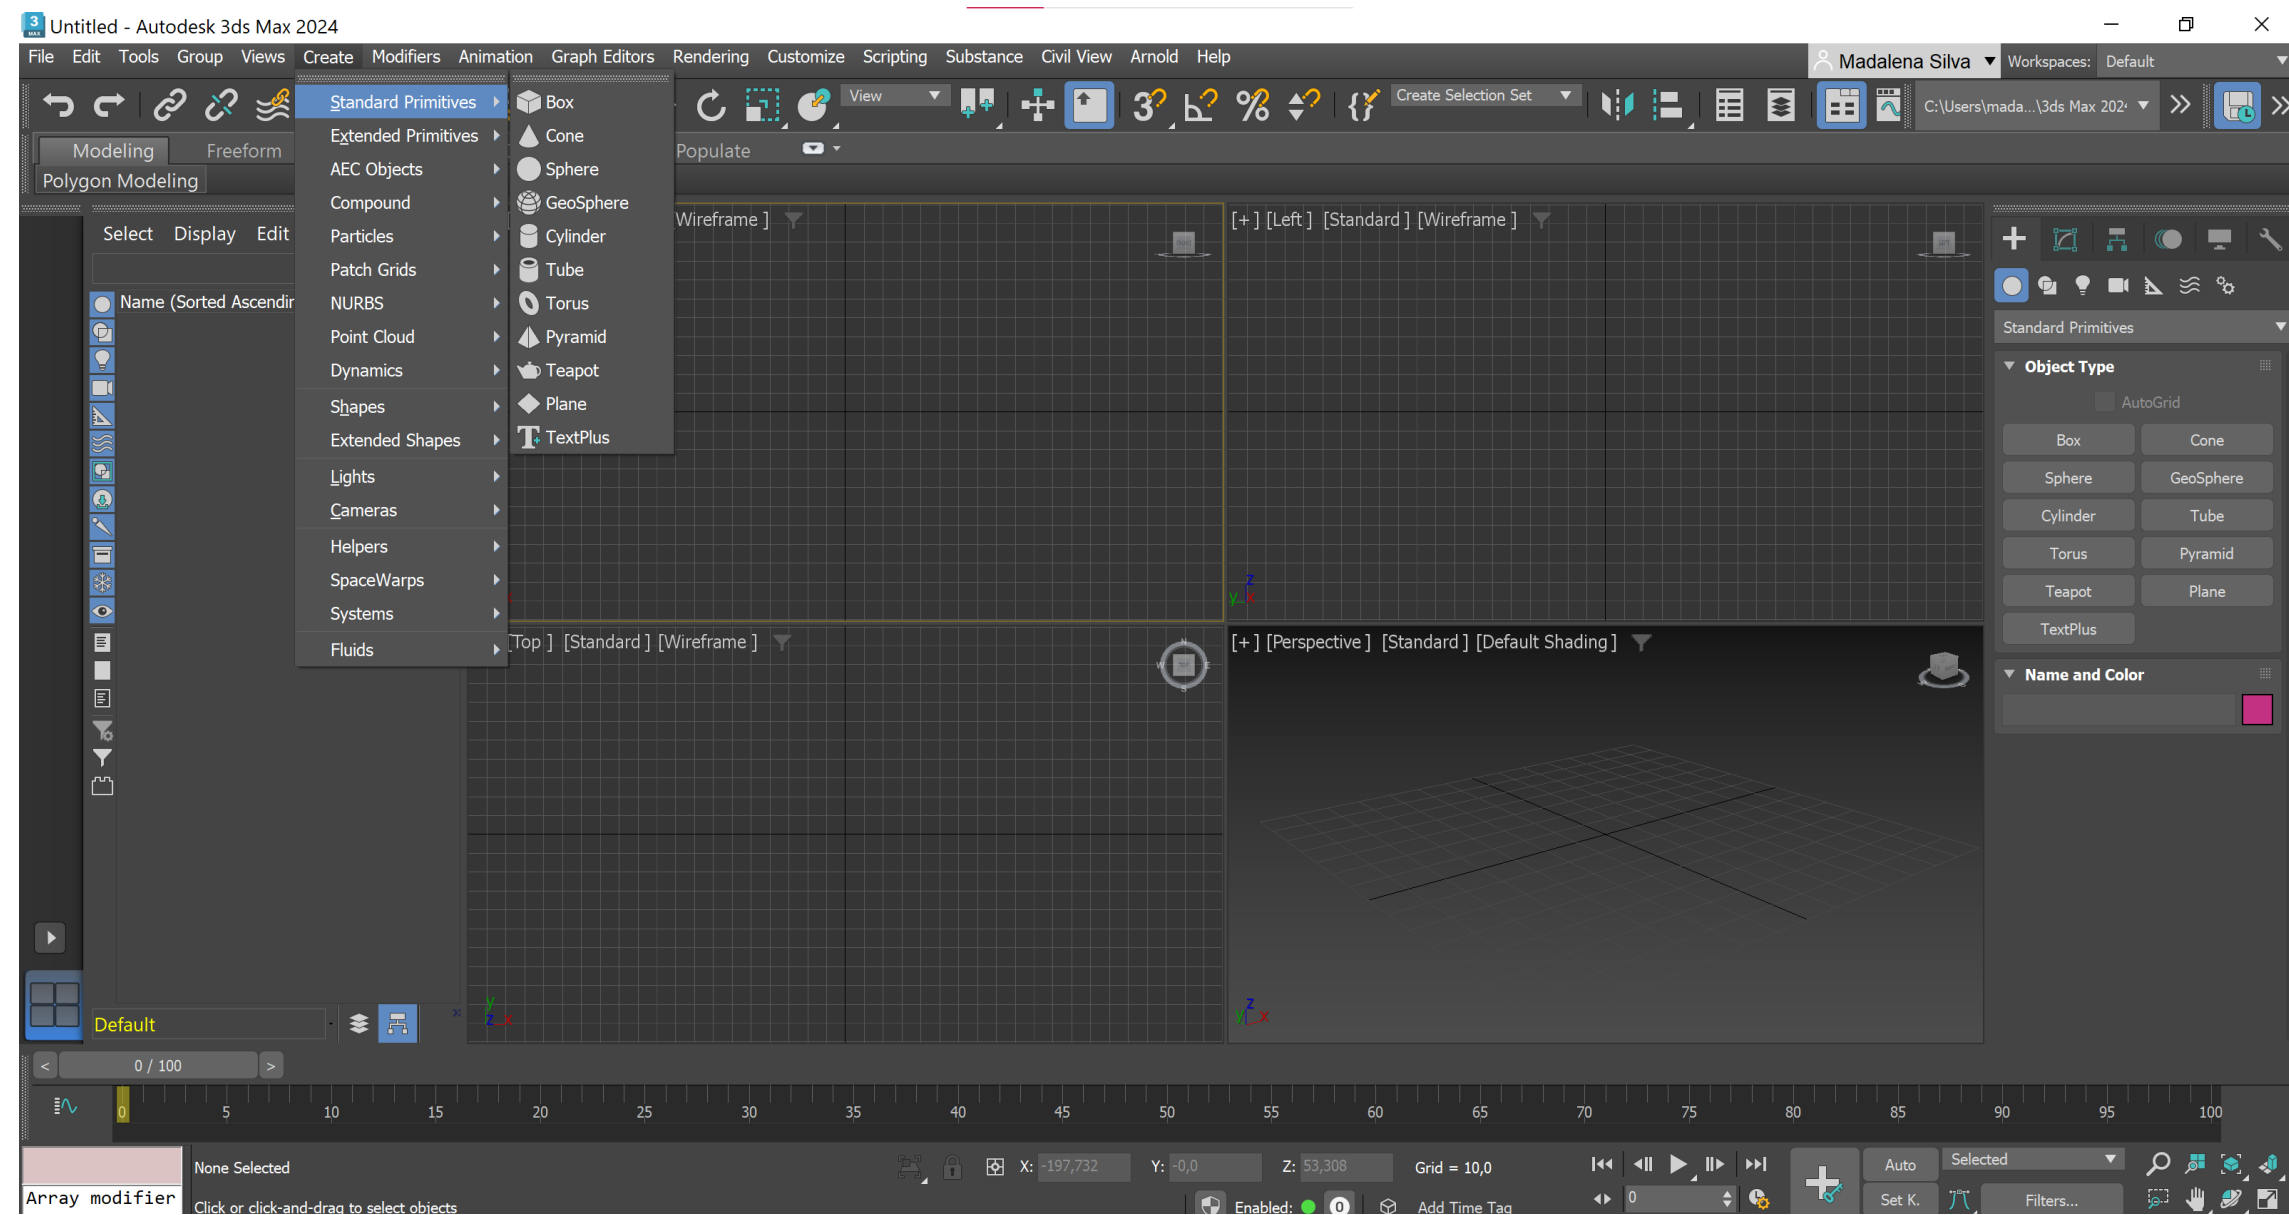 Untitled - Autodesk 3ds Max 2024
File Edit Tools Group Views Create Modifiers Animation Graph Editors Rendering Customize Scripting Substance Civil View Arnold Help
Madalena Silva Workspaces: Default
View
Create Selection Set
C:\Users\mada...\3ds Max 202
Modeling Freeform Populate
Polygon Modeling
Select Display Edit
Name (Sorted Ascendin
Standard Primitives
Extended Primitives
AEC Objects
Compound
Particles
Patch Grids
NURBS
Point Cloud
Dynamics
Shapes
Extended Shapes
Lights
Cameras
Helpers
SpaceWarps
Systems
Fluids
Box
Cone
Sphere
GeoSphere
Cylinder
Tube
Torus
Pyramid
Teapot
Plane
TextPlus
Wireframe ]
[+] [Left ] [Standard ] [Wireframe ]
z
y x
[Top ] [Standard ] [Wireframe ]
N
W E
S
y
z x
[+] [Perspective ] [Standard ] [Default Shading ]
z
y x
Standard Primitives
Object Type
AutoGrid
Box Cone
Sphere GeoSphere
Cylinder Tube
Torus Pyramid
Teapot Plane
TextPlus
Name and Color
Default
< 0 / 100 >
0 5 10 15 20 25 30 35 40 45 50 55 60 65 70 75 80 85 90 95 100
None Selected
X: -197,732 Y: -0,0 Z: 53,308 Grid = 10,0
Auto Selected
Array modifier
Click or click-and-drag to select objects
Enabled: 0 Add Time Tag
0
Set K. Filters...